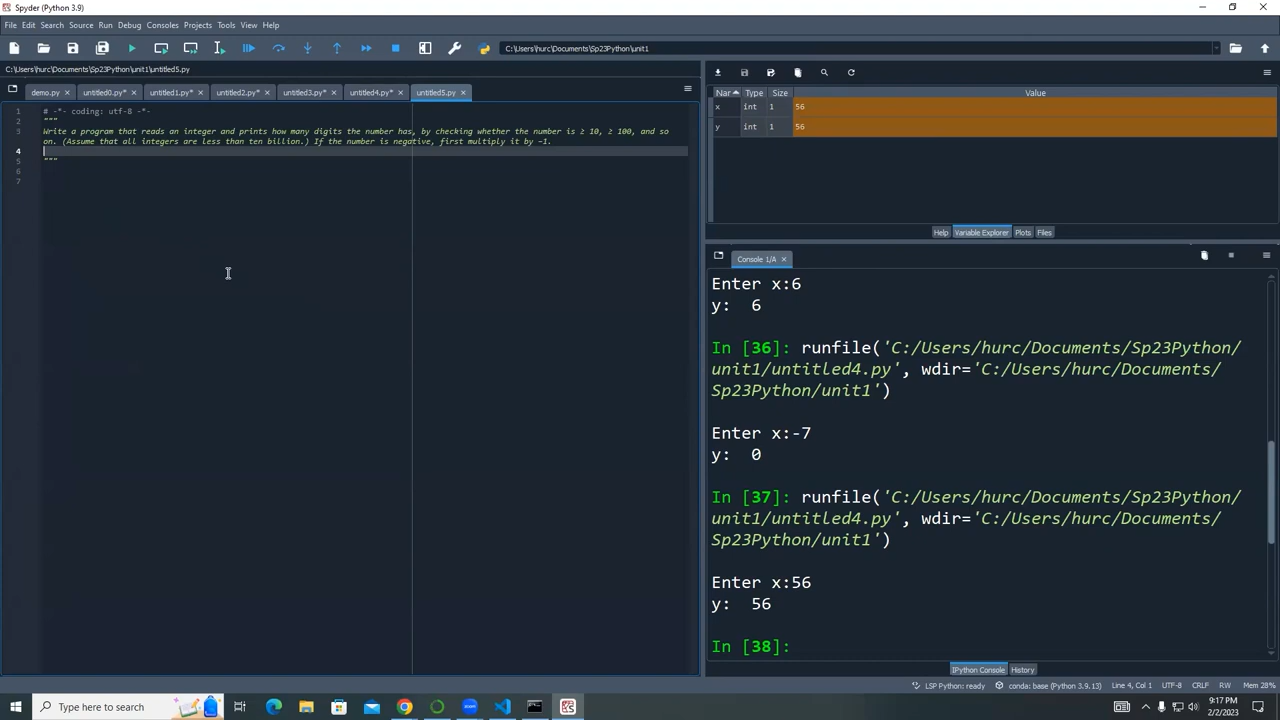 Spyder (Python 3.9)
File Edit Search Source Run Debug Consoles Projects Tools View Help
C:\Users\hurc\Documents\Sp23Python\unit1
C:\Users\hurc\Documents\Sp23Python\unit1\untitled5.py
demo.py untitled0.py* untitled1.py* untitled2.py* untitled3.py* untitled4.py* untitled5.py
1 # -*- coding: utf-8 -*-
2 """
3 Write a program that reads an integer and prints how many digits the number has, by checking whether the number is ≥ 10, ≥ 100, and so
on. (Assume that all integers are less than ten billion.) If the number is negative, first multiply it by -1.
4
5 """
6
7
Nar Type Size Value
x int 1 56
y int 1 56
Help Variable Explorer Plots Files
Console 1/A
Enter x:6
y:  6
In [36]: runfile('C:/Users/hurc/Documents/Sp23Python/
unit1/untitled4.py', wdir='C:/Users/hurc/Documents/
Sp23Python/unit1')
Enter x:-7
y:  0
In [37]: runfile('C:/Users/hurc/Documents/Sp23Python/
unit1/untitled4.py', wdir='C:/Users/hurc/Documents/
Sp23Python/unit1')
Enter x:56
y:  56
In [38]:
IPython Console History
LSP Python: ready conda: base (Python 3.9.13) Line 4, Col 1 UTF-8 CRLF RW Mem 28%
Type here to search
9:17 PM
2/2/2023